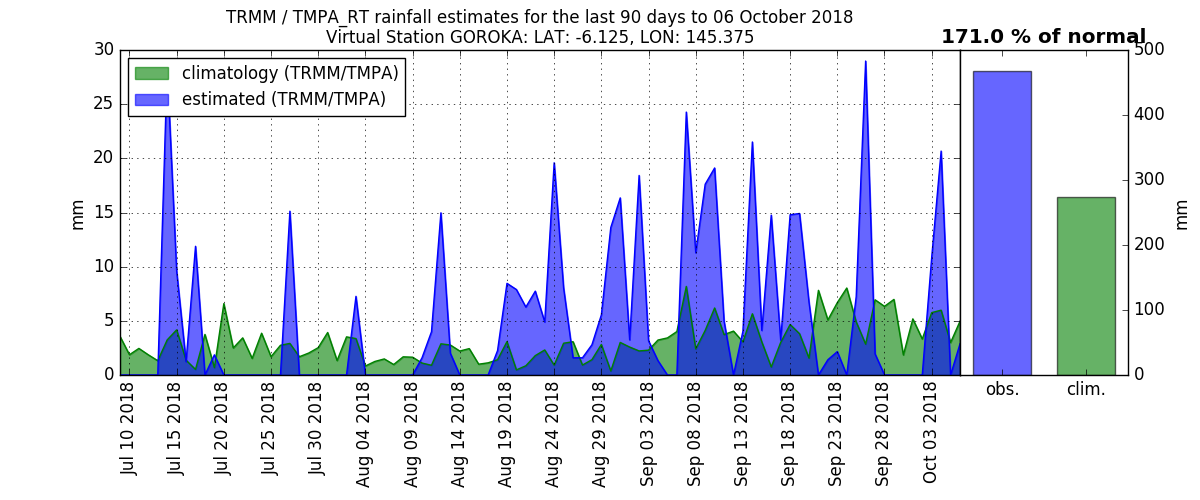 TRMM / TMPA_RT rainfall estimates for the last 90 days to 06 October 2018
Virtual Station GOROKA: LAT: -6.125, LON: 145.375
171.0 % of normal
climatology (TRMM/TMPA)
estimated (TRMM/TMPA)
30
25
20
15
10
5
0
mm
Jul 10 2018
Jul 15 2018
Jul 20 2018
Jul 25 2018
Jul 30 2018
Aug 04 2018
Aug 09 2018
Aug 14 2018
Aug 19 2018
Aug 24 2018
Aug 29 2018
Sep 03 2018
Sep 08 2018
Sep 13 2018
Sep 18 2018
Sep 23 2018
Sep 28 2018
Oct 03 2018
500
400
300
200
100
0
mm
obs.
clim.